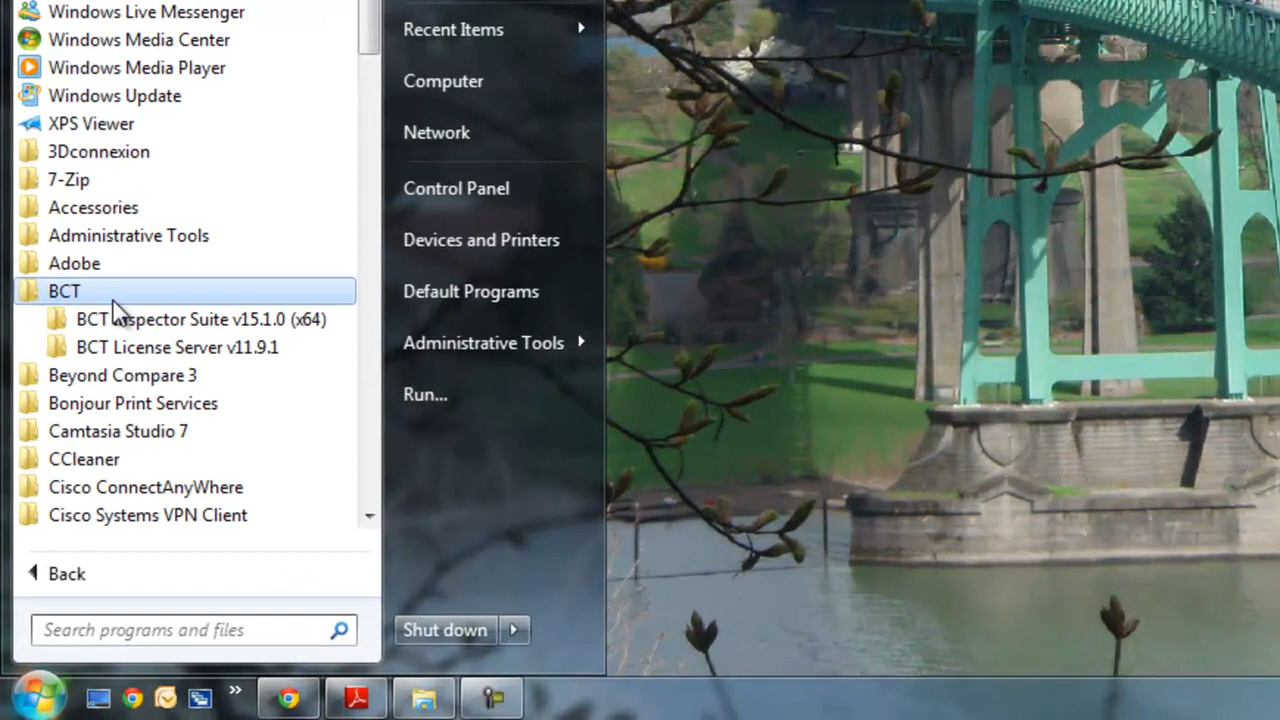 Windows Live Messenger
Windows Media Center
Windows Media Player
Windows Update
XPS Viewer
3Dconnexion
7-Zip
Accessories
Administrative Tools
Adobe
BCT
BCT Inspector Suite v15.1.0 (x64)
BCT License Server v11.9.1
Beyond Compare 3
Bonjour Print Services
Camtasia Studio 7
CCleaner
Cisco ConnectAnyWhere
Cisco Systems VPN Client
Back
Search programs and files
Recent Items
Computer
Network
Control Panel
Devices and Printers
Default Programs
Administrative Tools
Run...
Shut down